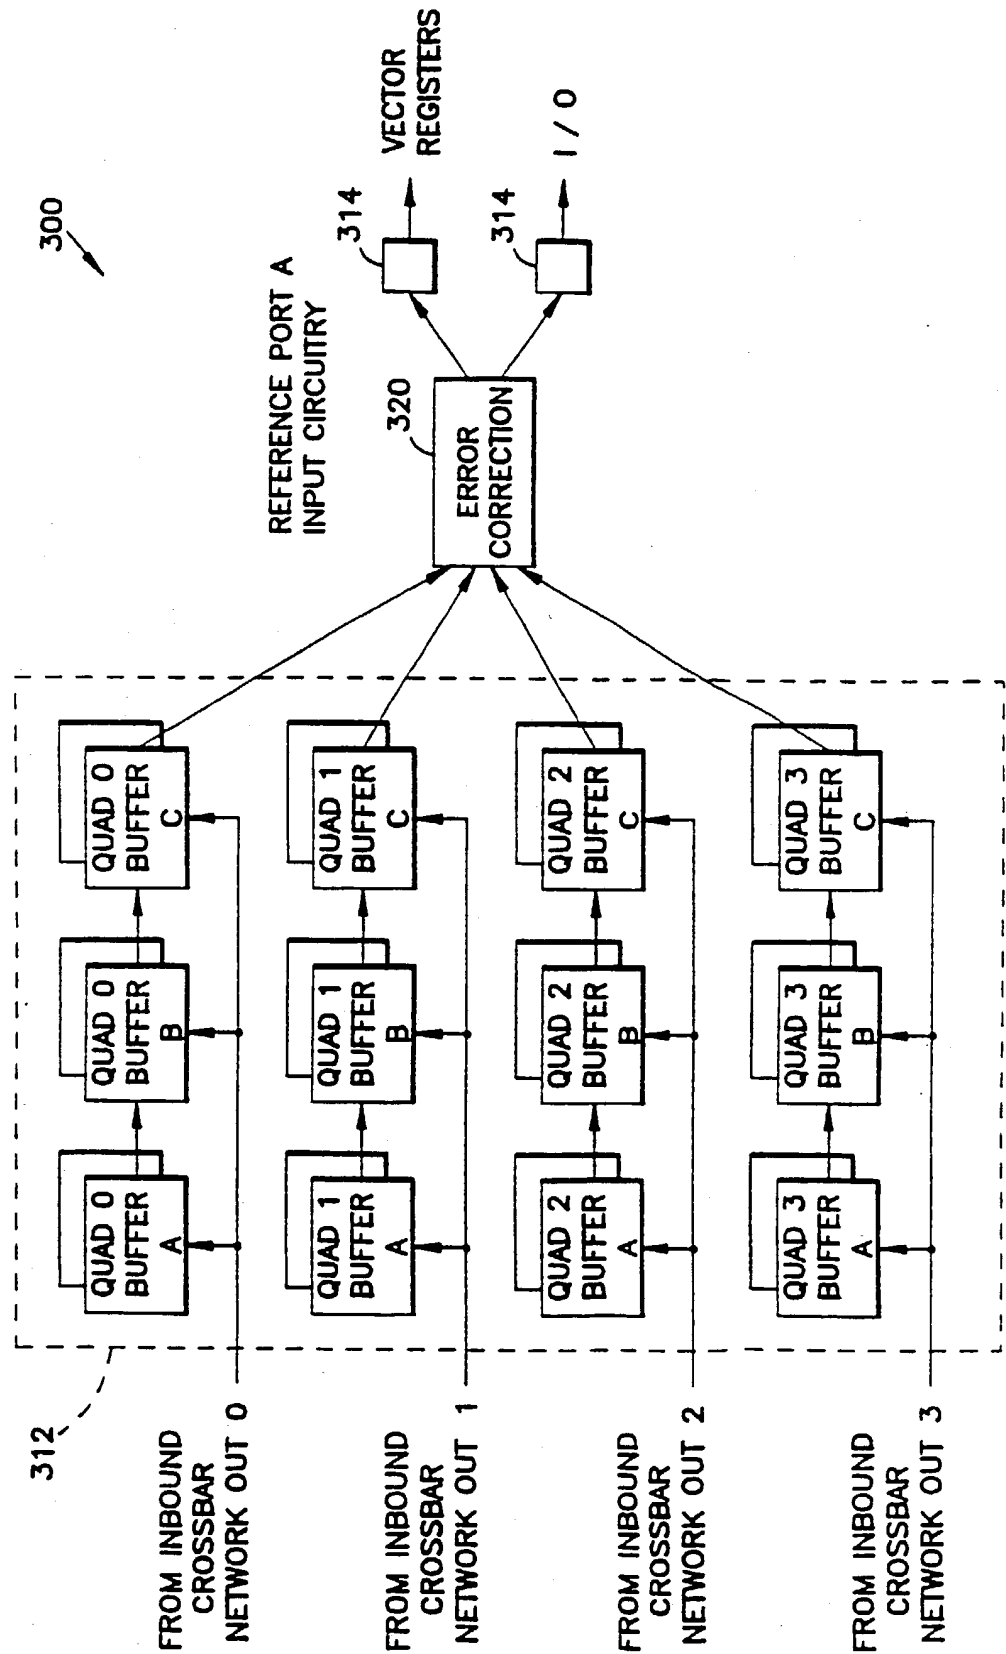 300
REFERENCE PORT A
INPUT CIRCUITRY
312
FROM INBOUND
CROSSBAR
NETWORK OUT 0
QUAD 0
BUFFER
A
QUAD 0
BUFFER
B
QUAD 0
BUFFER
C
FROM INBOUND
CROSSBAR
NETWORK OUT 1
QUAD 1
BUFFER
A
QUAD 1
BUFFER
B
QUAD 1
BUFFER
C
FROM INBOUND
CROSSBAR
NETWORK OUT 2
QUAD 2
BUFFER
A
QUAD 2
BUFFER
B
QUAD 2
BUFFER
C
FROM INBOUND
CROSSBAR
NETWORK OUT 3
QUAD 3
BUFFER
A
QUAD 3
BUFFER
B
QUAD 3
BUFFER
C
320
ERROR
CORRECTION
314
VECTOR
REGISTERS
314
I / O